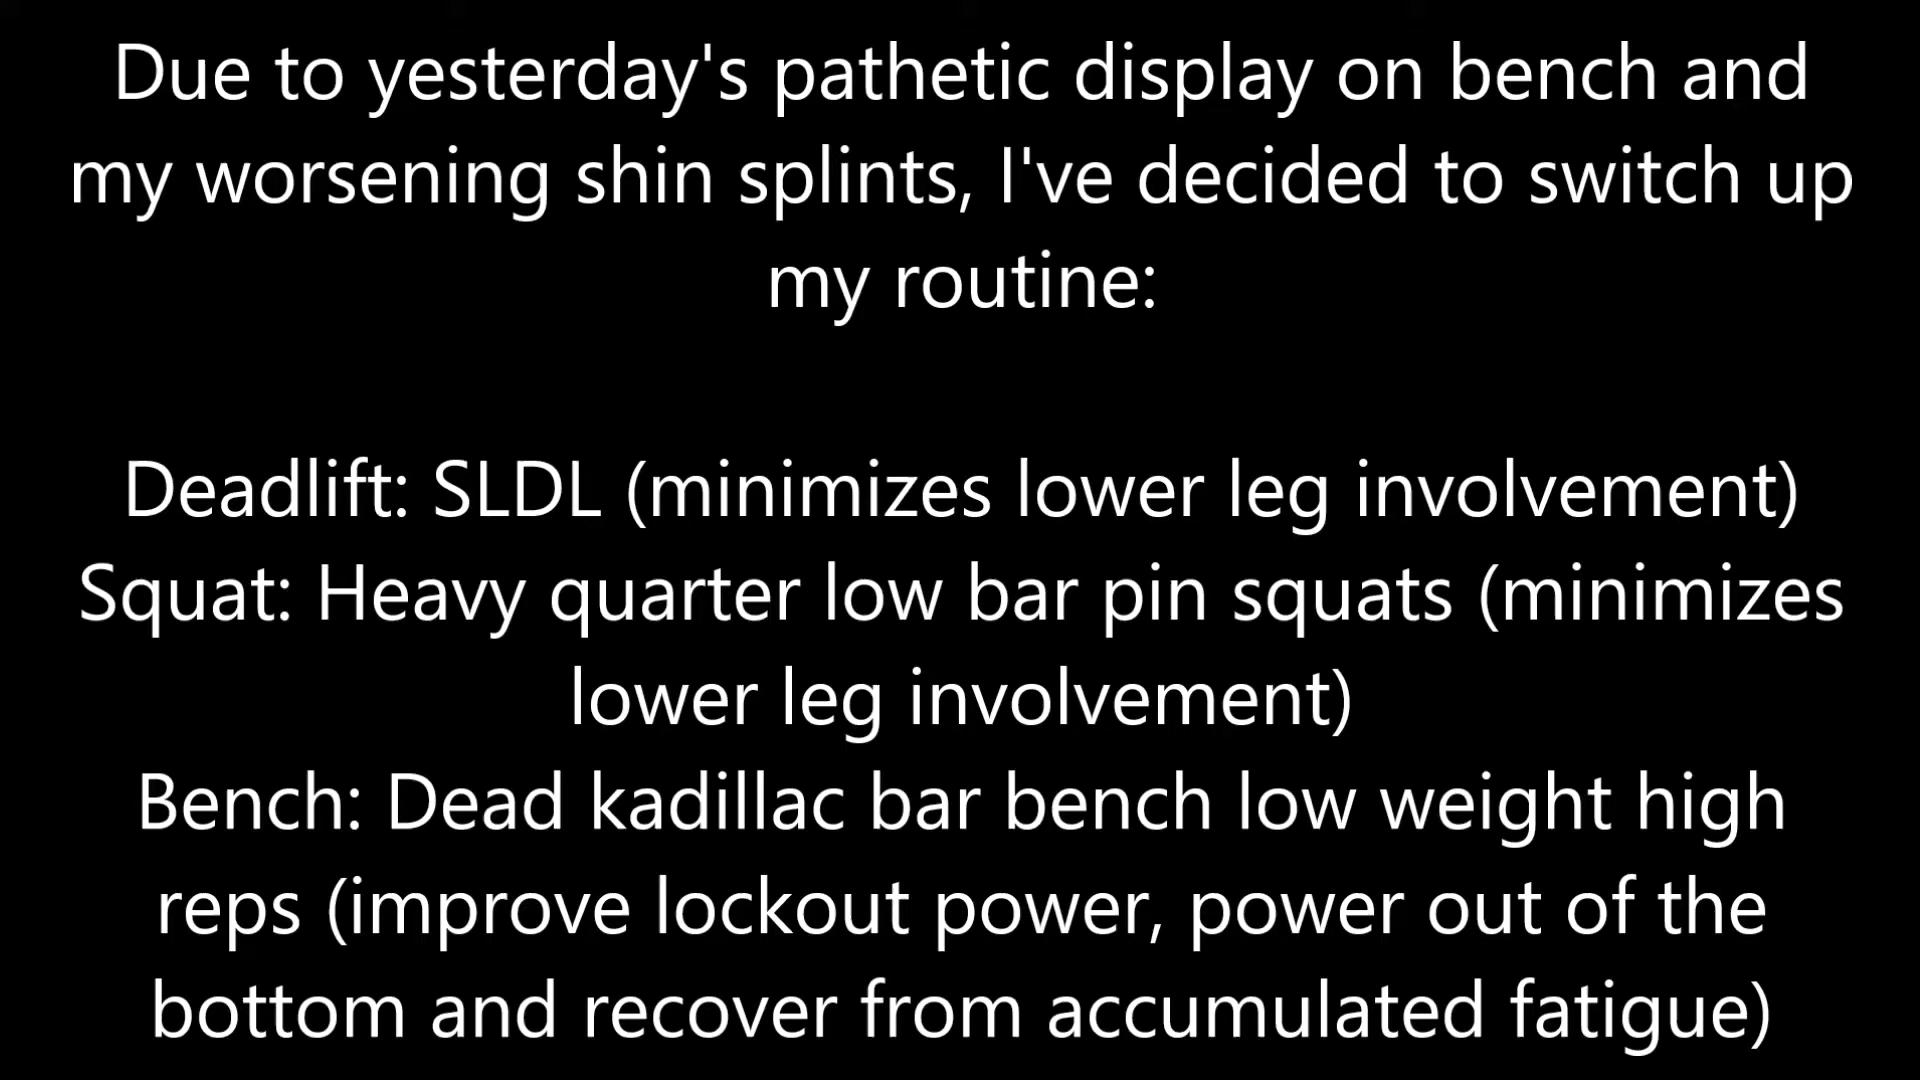 Due to yesterday's pathetic display on bench and
my worsening shin splints, I've decided to switch up
my routine:
Deadlift: SLDL (minimizes lower leg involvement)
Squat: Heavy quarter low bar pin squats (minimizes
lower leg involvement)
Bench: Dead kadillac bar bench low weight high
reps (improve lockout power, power out of the
bottom and recover from accumulated fatigue)